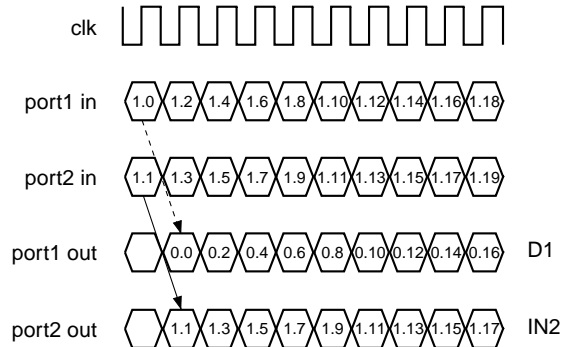 clk
port1 in 1.0 1.2 1.4 1.6 1.8 1.10 1.12 1.14 1.16 1.18
port2 in 1.1 1.3 1.5 1.7 1.9 1.11 1.13 1.15 1.17 1.19
port1 out 0.0 0.2 0.4 0.6 0.8 0.10 0.12 0.14 0.16 D1
port2 out 1.1 1.3 1.5 1.7 1.9 1.11 1.13 1.15 1.17 IN2